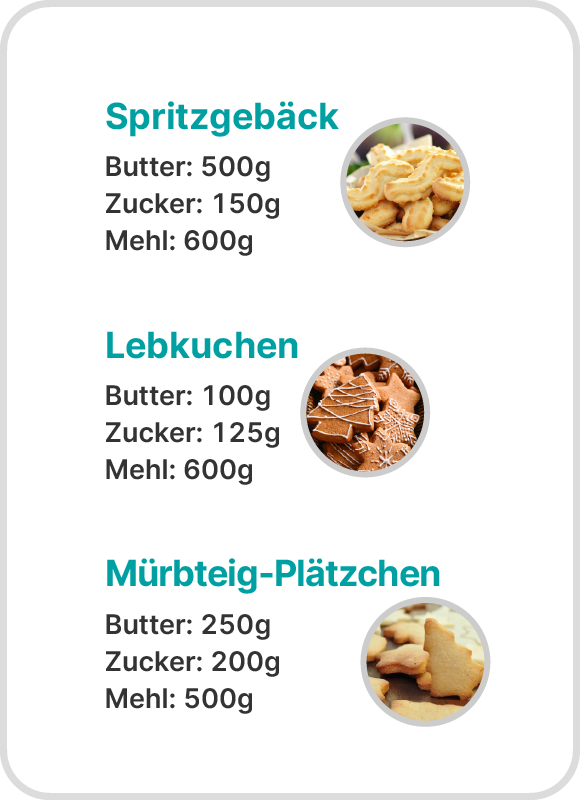 Spritzgebäck
Butter: 500g
Zucker: 150g
Mehl: 600g
Lebkuchen
Butter: 100g
Zucker: 125g
Mehl: 600g
Mürbteig-Plätzchen
Butter: 250g
Zucker: 200g
Mehl: 500g